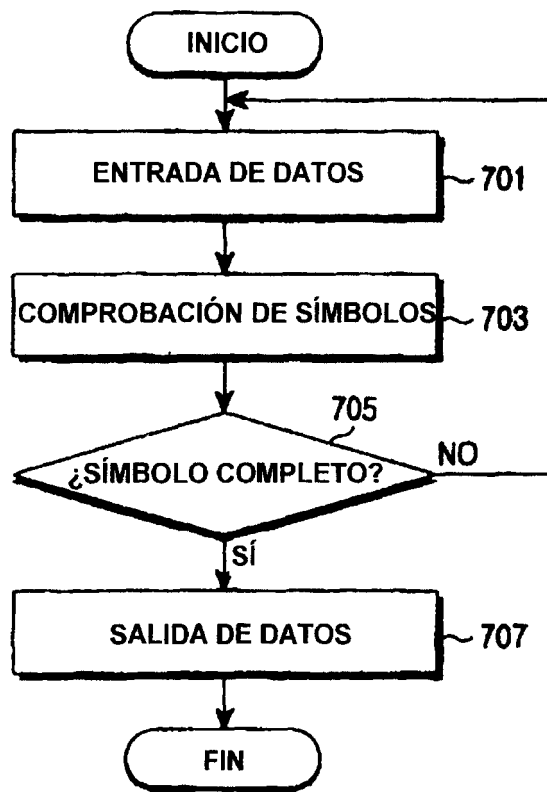 INICIO
ENTRADA DE DATOS
701
COMPROBACIÓN DE SÍMBOLOS
703
705
¿SÍMBOLO COMPLETO?
NO
SÍ
SALIDA DE DATOS
707
FIN